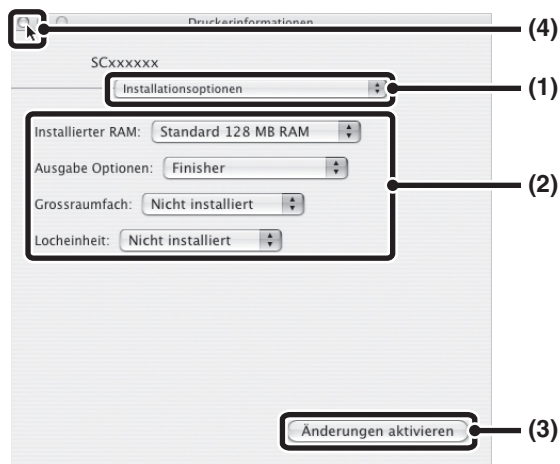 Druckerinformationen
(4)
SCxxxxxx
Installationsoptionen
(1)
Installierter RAM: Standard 128 MB RAM
Ausgabe Optionen: Finisher
(2)
Grossraumfach: Nicht installiert
Locheinheit: Nicht installiert
Änderungen aktivieren
(3)